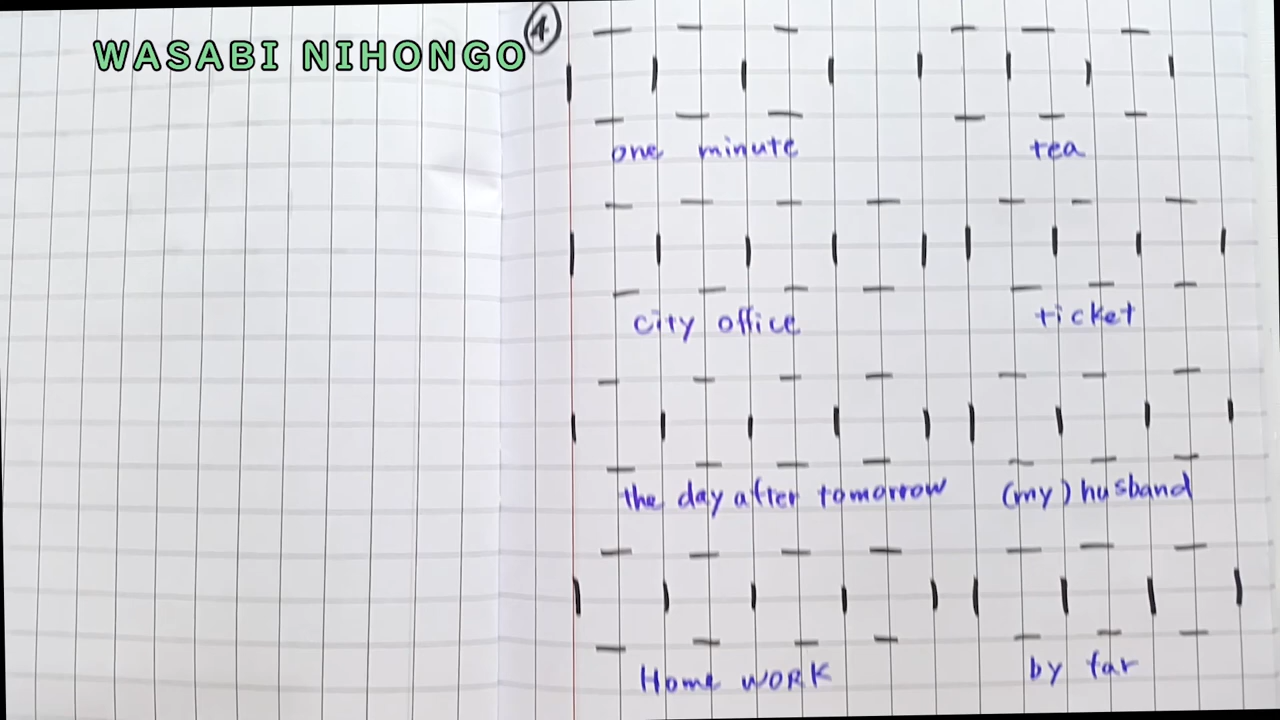 WASABI NIHONGO
④
one minute
tea
city office
ticket
the day after tomorrow
(my) husband
Home work
by far